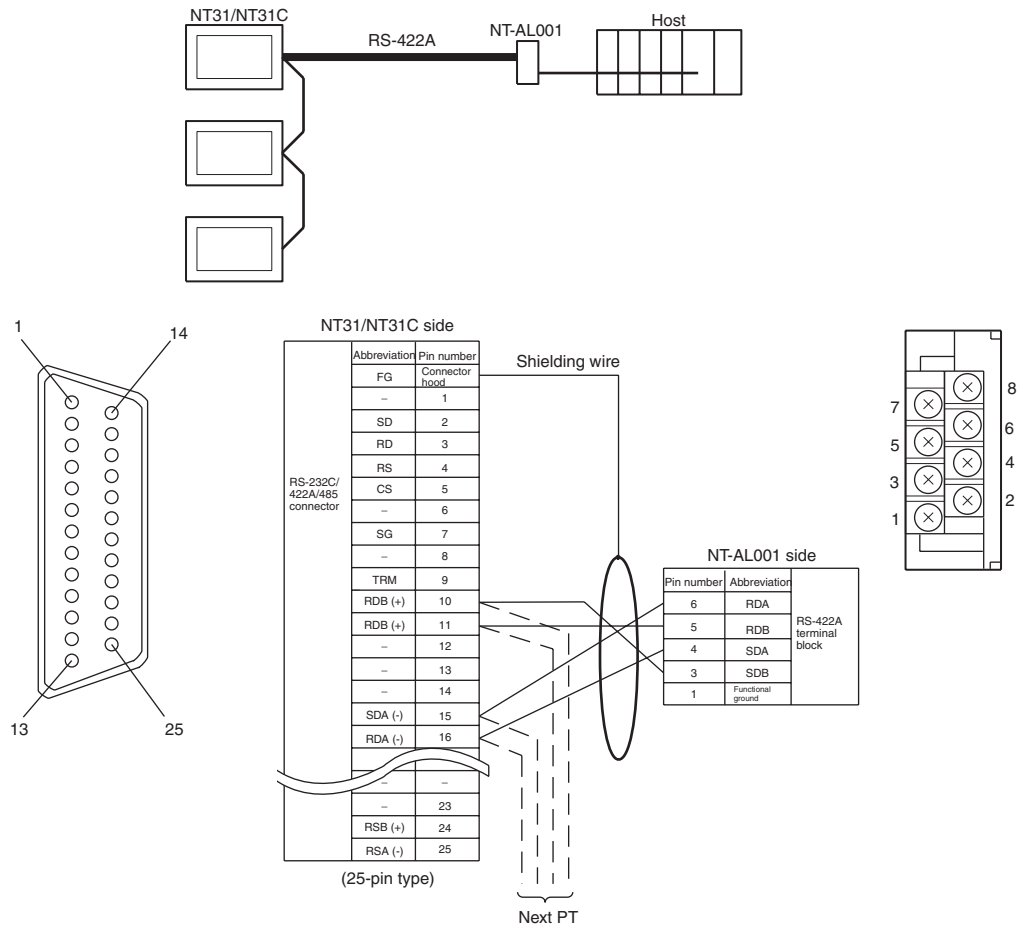 NT31/NT31C
RS-422A
NT-AL001
Host
1
14
13
25
NT31/NT31C side
Abbreviation Pin number
FG Connector hood
– 1
SD 2
RD 3
RS 4
CS 5
– 6
SG 7
– 8
TRM 9
RDB (+) 10
RDB (+) 11
– 12
– 13
– 14
SDA (-) 15
RDA (-) 16
– –
– 23
RSB (+) 24
RSA (-) 25
RS-232C/
422A/485
connector
(25-pin type)
Shielding wire
Next PT
NT-AL001 side
Pin number Abbreviation
6 RDA
5 RDB
4 SDA
3 SDB
1 Functional ground
RS-422A
terminal
block
8
7
6
5
4
3
2
1